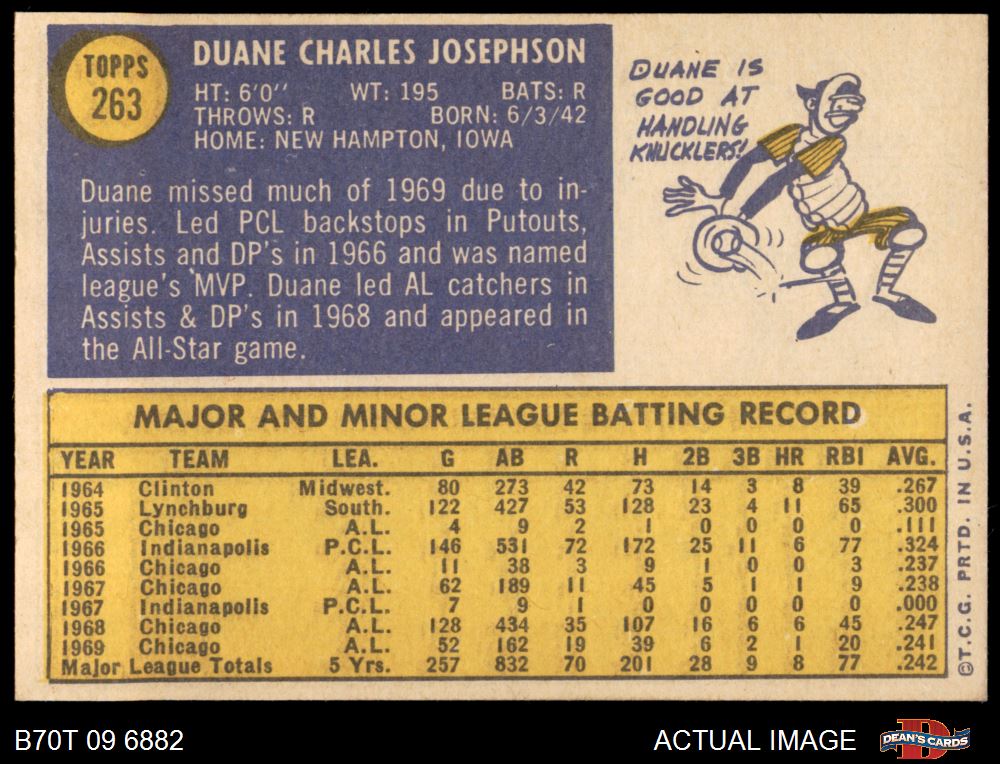 TOPPS
263
DUANE CHARLES JOSEPHSON
HT: 6'0'' WT: 195 BATS: R
THROWS: R BORN: 6/3/42
HOME: NEW HAMPTON, IOWA
Duane missed much of 1969 due to in-
juries. Led PCL backstops in Putouts,
Assists and DP's in 1966 and was named
league's MVP. Duane led AL catchers in
Assists & DP's in 1968 and appeared in
the All-Star game.
DUANE IS
GOOD AT
HANDLING
KNUCKLERS!
MAJOR AND MINOR LEAGUE BATTING RECORD
YEAR TEAM LEA. G AB R H 2B 3B HR RBI AVG.
1964 Clinton Midwest. 80 273 42 73 14 3 8 39 .267
1965 Lynchburg South. 122 427 53 128 23 4 11 65 .300
1965 Chicago A.L. 4 9 2 1 0 0 0 0 .111
1966 Indianapolis P.C.L. 146 531 72 172 25 11 6 77 .324
1966 Chicago A.L. 11 38 3 9 1 0 0 3 .237
1967 Chicago A.L. 62 189 11 45 5 1 1 9 .238
1967 Indianapolis P.C.L. 7 9 1 0 0 0 0 0 .000
1968 Chicago A.L. 128 434 35 107 16 6 6 45 .247
1969 Chicago A.L. 52 162 19 39 6 2 1 20 .241
Major League Totals 5 Yrs. 257 832 70 201 28 9 8 77 .242
©T.C.G. PRTD. IN U.S.A.
B70T 09 6882
ACTUAL IMAGE
D
DEAN'S CARDS